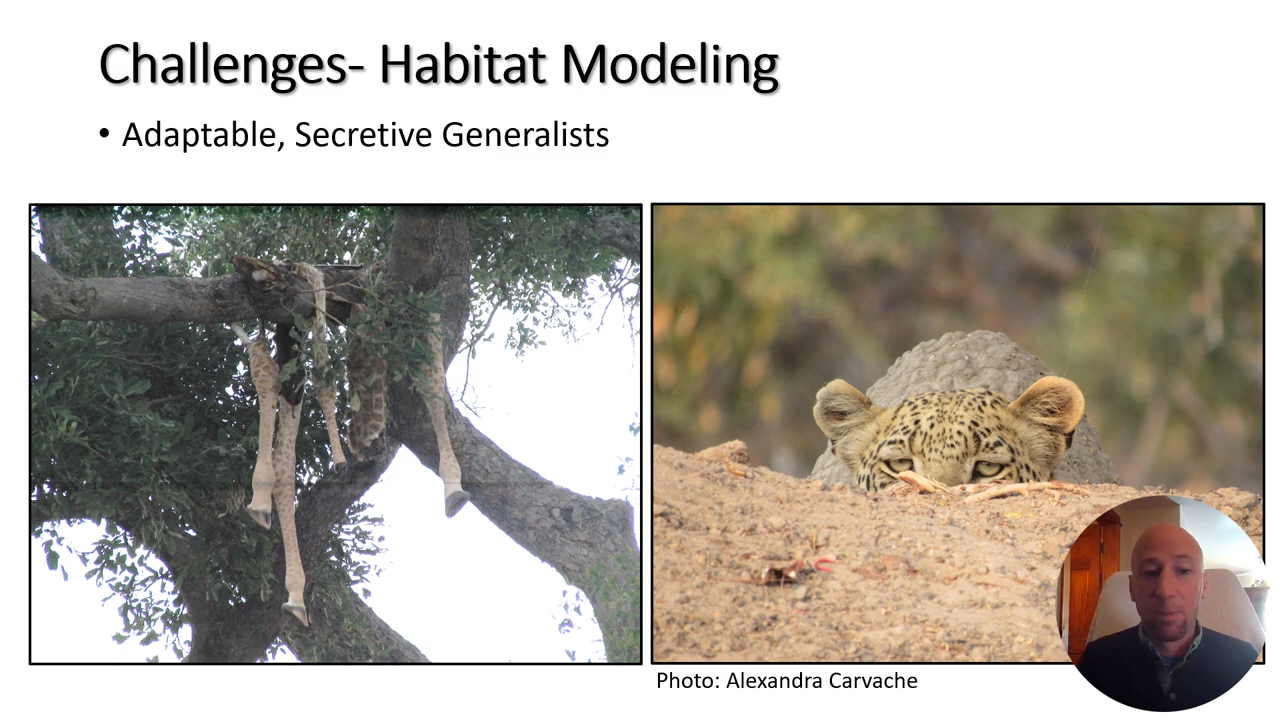 Challenges- Habitat Modeling
• Adaptable, Secretive Generalists
Photo: Alexandra Carvache